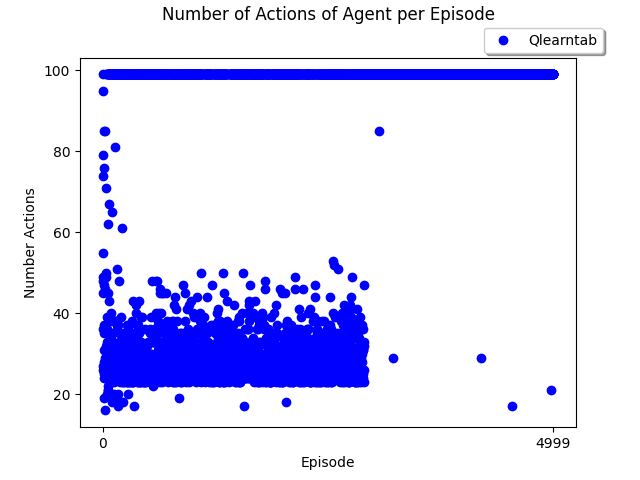 Number of Actions of Agent per Episode
Qlearntab
100
80
60
40
20
Number Actions
0
4999
Episode